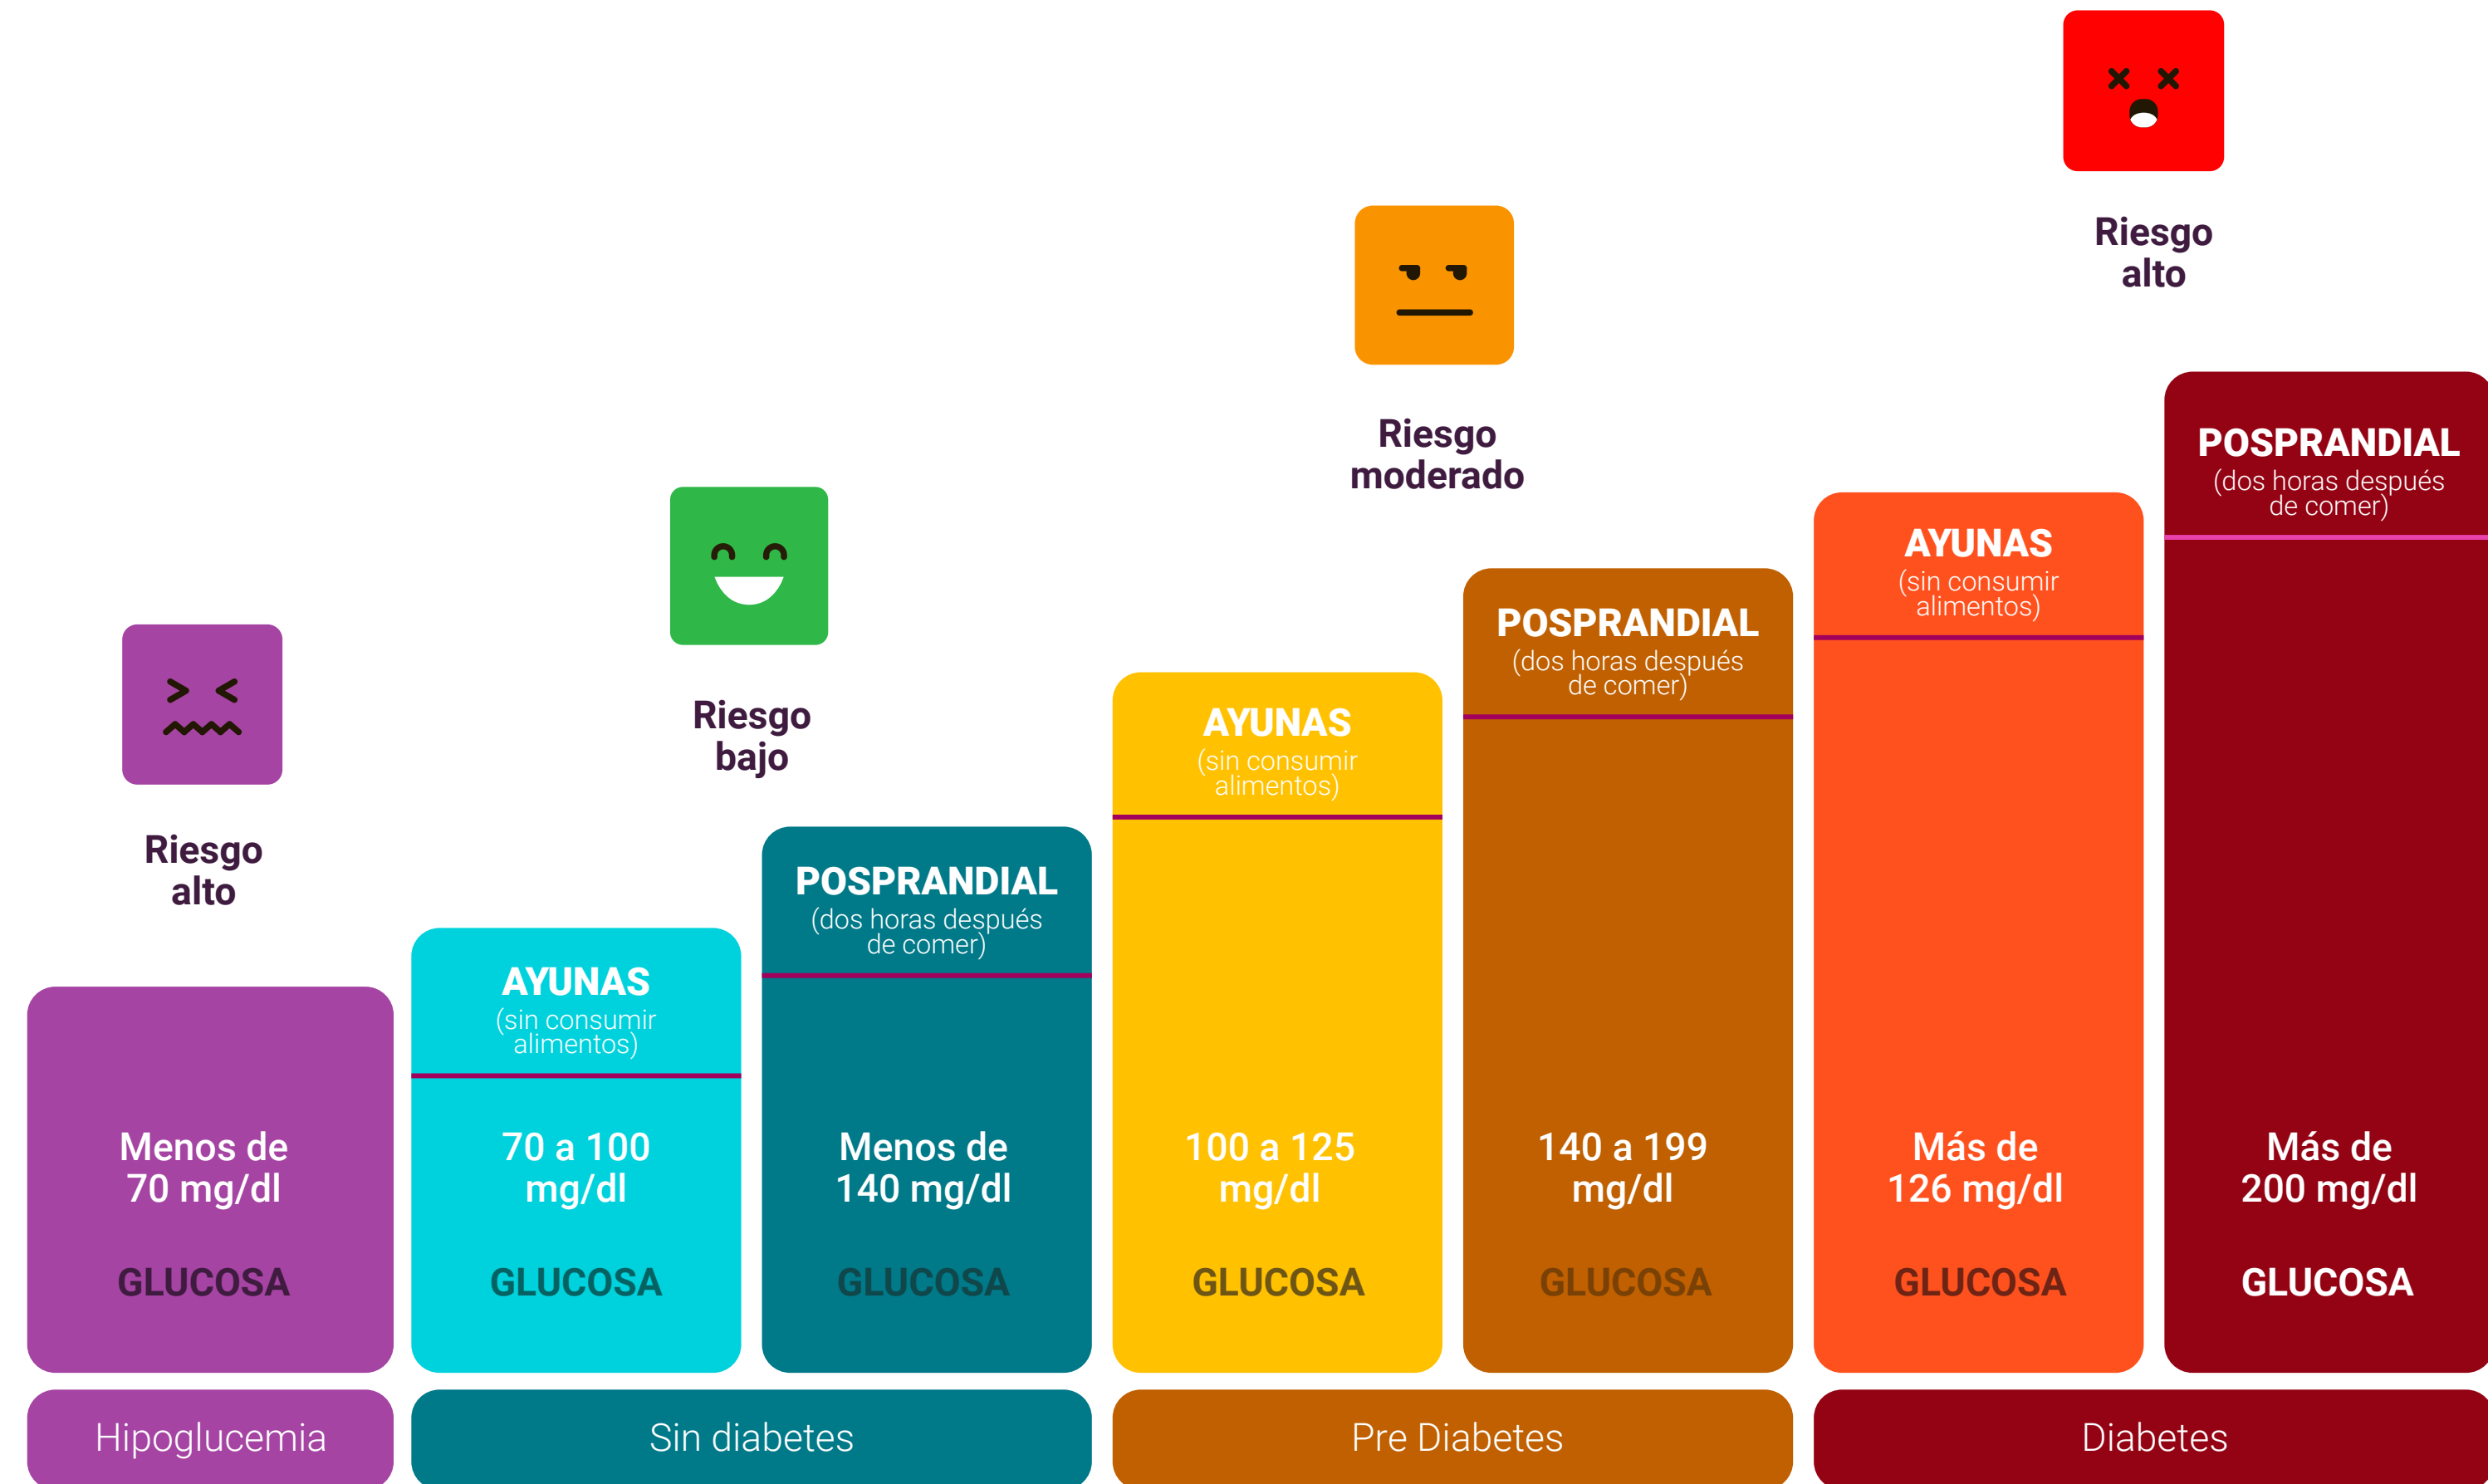 Riesgo
alto
Riesgo
bajo
Riesgo
moderado
Riesgo
alto
Menos de
70 mg/dl
GLUCOSA
Hipoglucemia
AYUNAS
(sin consumir
alimentos)
70 a 100
mg/dl
GLUCOSA
POSPRANDIAL
(dos horas después
de comer)
Menos de
140 mg/dl
GLUCOSA
Sin diabetes
AYUNAS
(sin consumir
alimentos)
100 a 125
mg/dl
GLUCOSA
POSPRANDIAL
(dos horas después
de comer)
140 a 199
mg/dl
GLUCOSA
Pre Diabetes
AYUNAS
(sin consumir
alimentos)
Más de
126 mg/dl
GLUCOSA
POSPRANDIAL
(dos horas después
de comer)
Más de
200 mg/dl
GLUCOSA
Diabetes